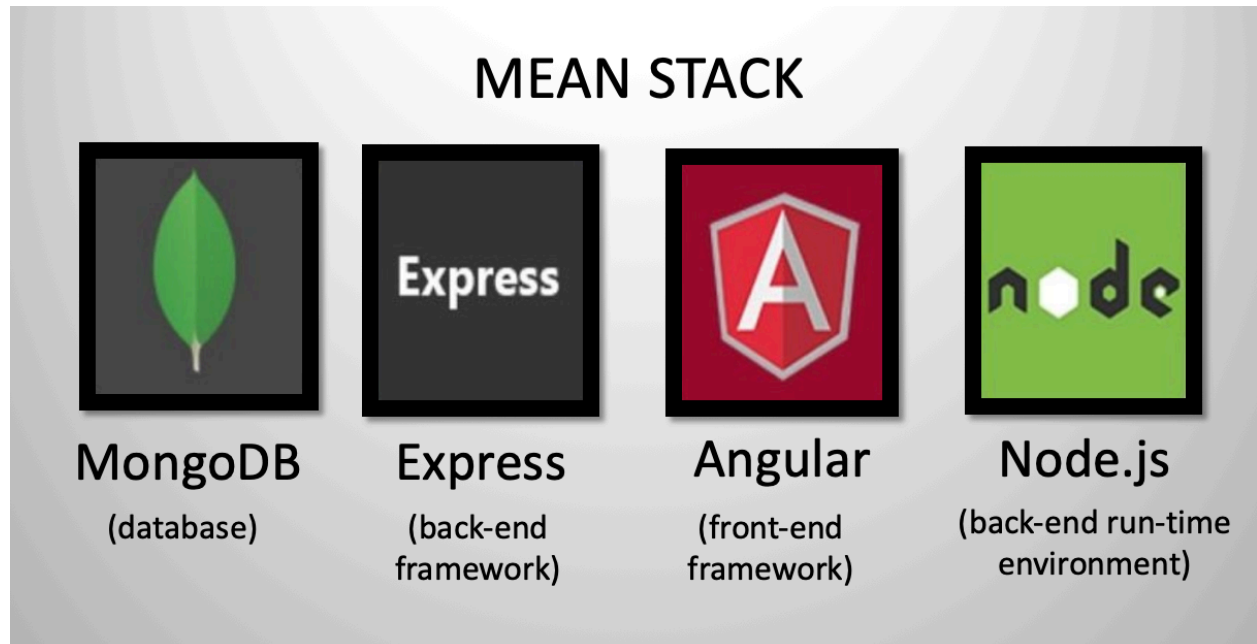 MEAN STACK
Express
node
MongoDB
Express
Angular
Node.js
(database)
(back-end
framework)
(front-end
framework)
(back-end run-time
environment)